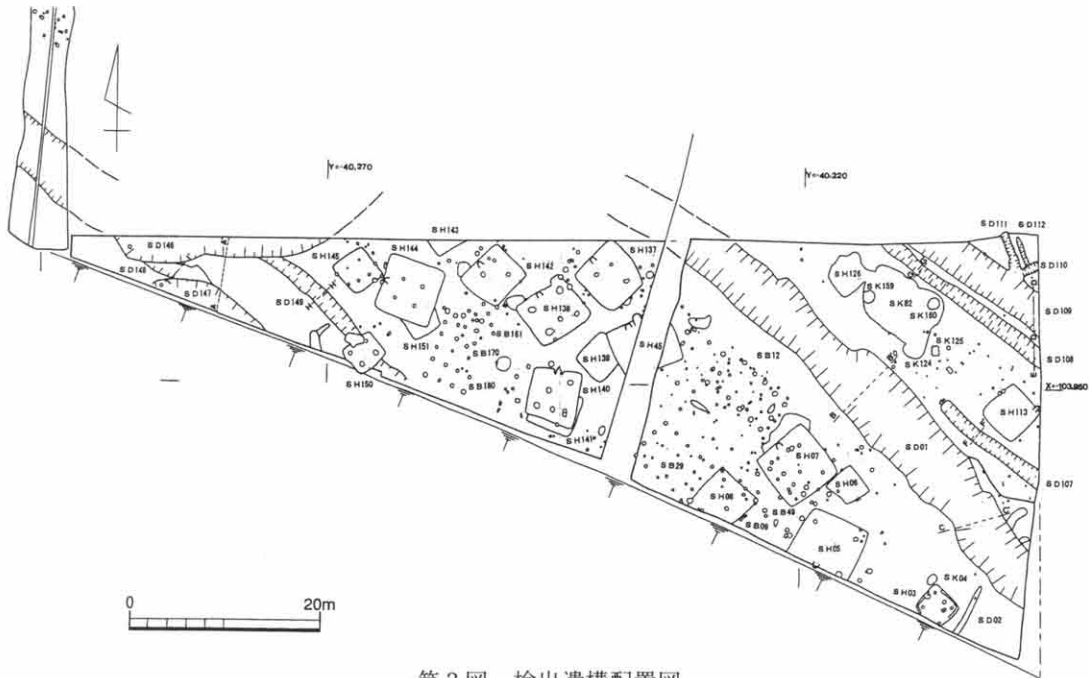 Y=-40.270
Y=-40.220
SH143
SD111
SD112
SD146
SH144
SH137
SH145
SH142
SD110
SD148
SH126
SK159
SD147
SK82
SD149
SH138
SK160
SD109
SB161
SH151
SB170
SH139
SH45
SB12
SK125
SD108
SK124
SH150
SB180
SH140
X=-103.950
SH113
SH141
SD01
SH07
SB29
SH06
SD107
SH08
SB49
SB09
SH05
SK04
SH03
SD02
0
20m
第2図 検出遺構配置図